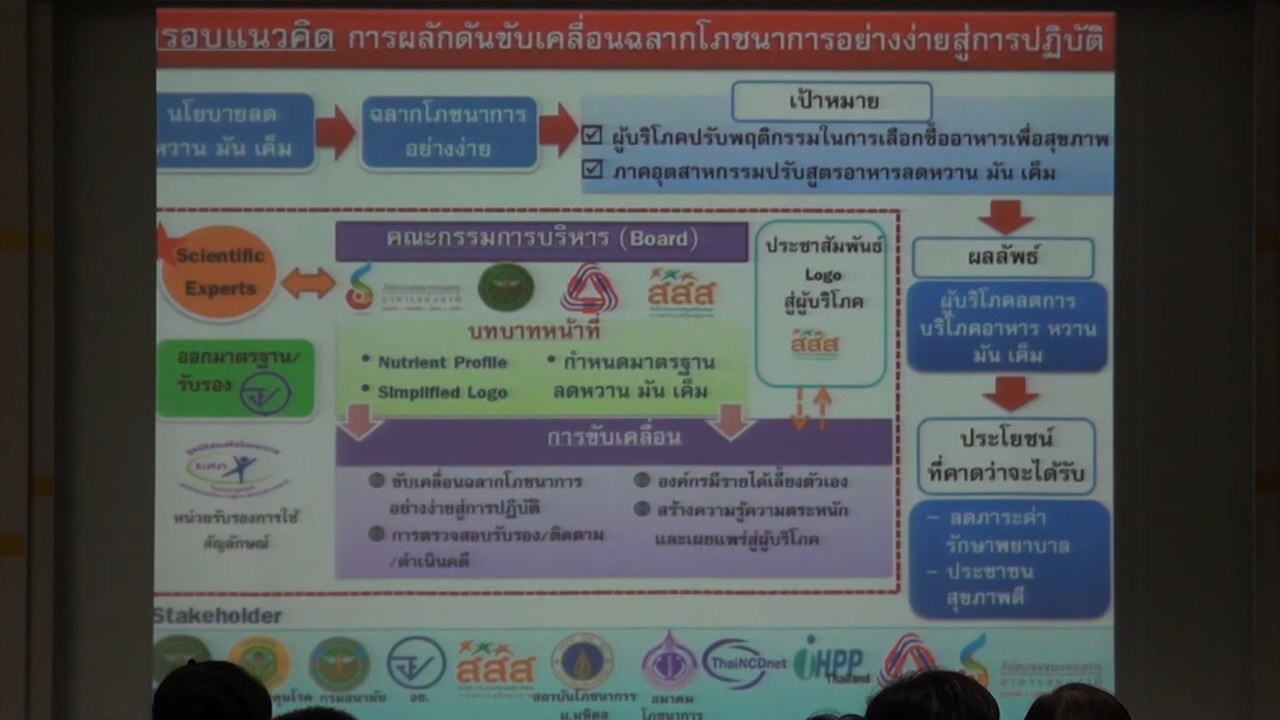 รอบแนวคิด การผลักดันขับเคลื่อนฉลากโภชนาการอย่างง่ายสู่การปฏิบัติ
นโยบายลด
หวาน มัน เค็ม
ฉลากโภชนาการ
อย่างง่าย
เป้าหมาย
☑ ผู้บริโภคปรับพฤติกรรมในการเลือกซื้ออาหารเพื่อสุขภาพ
☑ ภาคอุตสาหกรรมปรับสูตรอาหารลดหวาน มัน เค็ม
Scientific
Experts
คณะกรรมการบริหาร (Board)
สสส
บทบาทหน้าที่
• Nutrient Profile
• Simplified Logo
• กำหนดมาตรฐาน
ลดหวาน มัน เค็ม
ประชาสัมพันธ์
Logo
สู่ผู้บริโภค
สสส
ผลลัพธ์
ผู้บริโภคลดการ
บริโภคอาหาร หวาน
มัน เค็ม
ออกมาตรฐาน/
รับรอง
หน่วยรับรองการใช้
สัญลักษณ์
การขับเคลื่อน
ขับเคลื่อนฉลากโภชนาการ
อย่างง่ายสู่การปฏิบัติ
การตรวจสอบรับรอง/ติดตาม
/ดำเนินคดี
องค์กรมีรายได้เลี้ยงตัวเอง
สร้างความรู้ความตระหนัก
และเผยแพร่สู่ผู้บริโภค
ประโยชน์
ที่คาดว่าจะได้รับ
– ลดภาระค่า
รักษาพยาบาล
– ประชาชน
สุขภาพดี
Stakeholder
สสส
ThaiNCDnet
iHPP
Thailand
กรมอนามัย
อย.
สถาบันโภชนาการ
ม.มหิดล
สมาคม
โภชนาการ